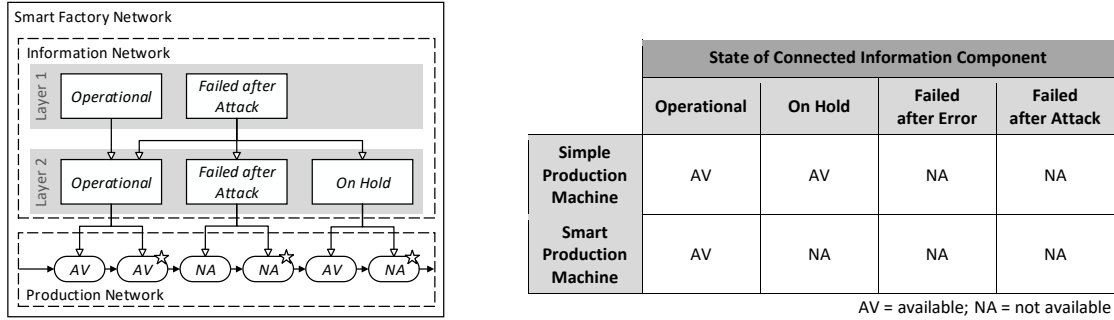 Smart Factory Network
Information Network
Layer 1
Operational
Failed after
Attack
Layer 2
Operational
Failed after
Attack
On Hold
AV
AV
NA
NA
AV
NA
Production Network
State of Connected Information Component
Operational
On Hold
Failed
after Error
Failed
after Attack
Simple
Production
Machine
AV
AV
NA
NA
Smart
Production
Machine
AV
NA
NA
NA
AV = available; NA = not available